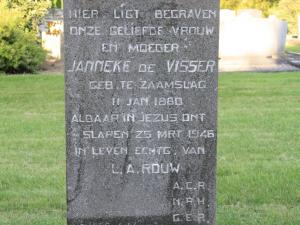 HIER LIGT BEGRAVEN
ONZE GELIEFDE VROUW
EN MOEDER
JANNEKE DE VISSER
GEB. TE ZAAMSLAG
11 JAN 1880
ALDAAR IN JEZUS ONT
SLAPEN 25 MRT 1946
IN LEVEN ECHTG. VAN
L. A. ROUW
A.C.R.
M.P.H.
G.E.R.